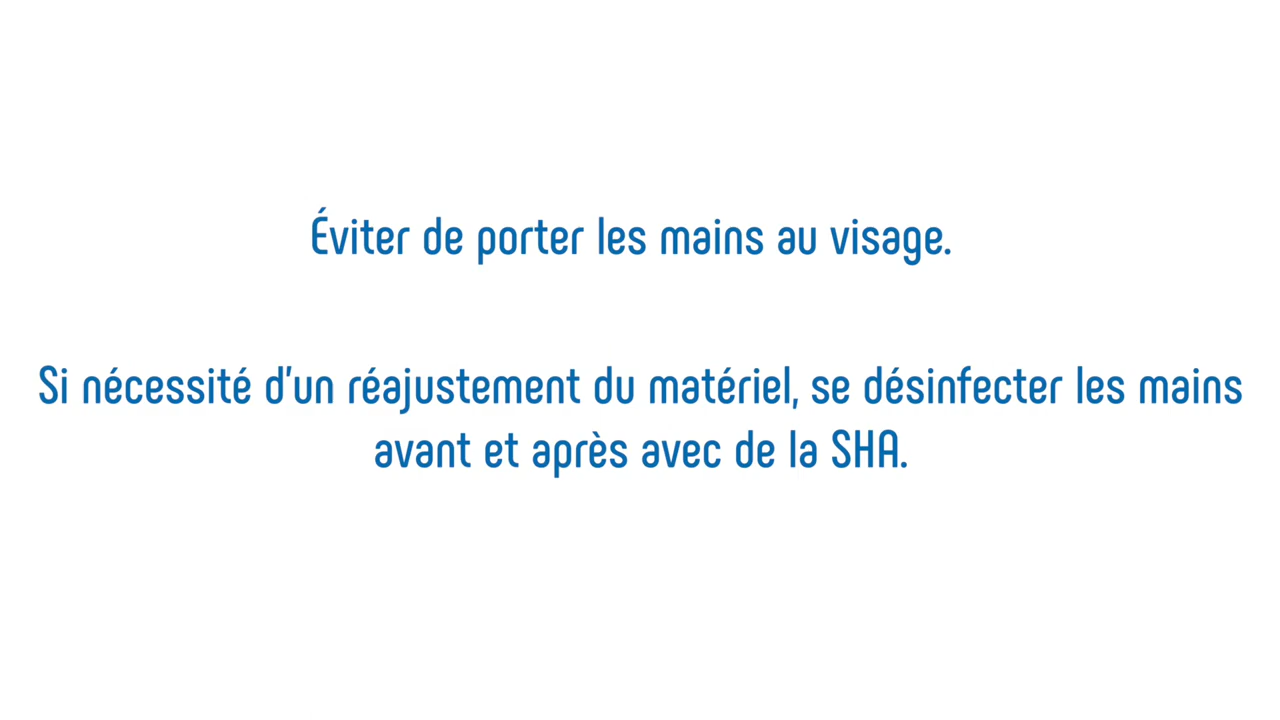 Éviter de porter les mains au visage.
Si nécessité d'un réajustement du matériel, se désinfecter les mains
avant et après avec de la SHA.